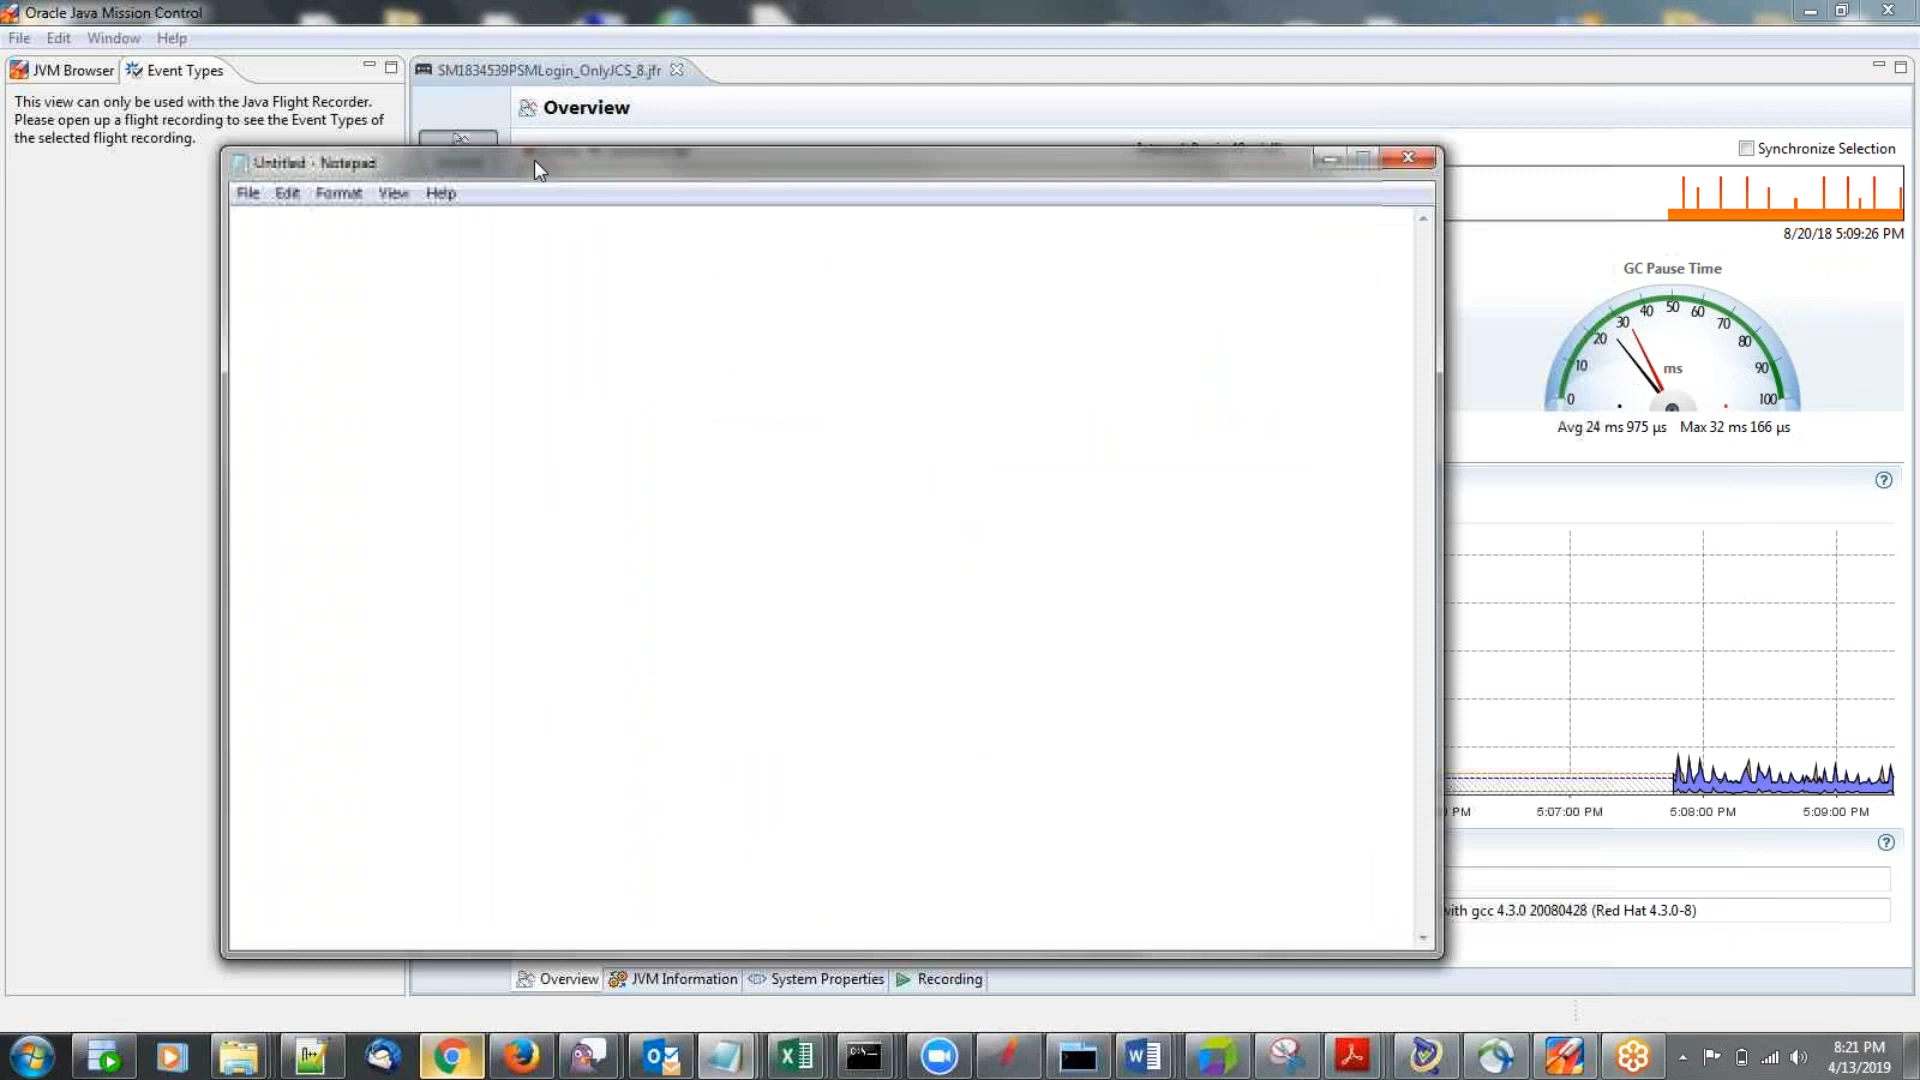 Oracle Java Mission Control
File Edit Window Help
JVM Browser Event Types
SM1834539PSMLogin_OnlyJCS_8.jfr
This view can only be used with the Java Flight Recorder.
Please open up a flight recording to see the Event Types of
the selected flight recording.
Overview
Synchronize Selection
Untitled - Notepad
File Edit Format View Help
8/20/18 5:09:26 PM
GC Pause Time
0 10 20 30 40 50 60 70 80 90 100
ms
Avg 24 ms 975 µs Max 32 ms 166 µs
PM 5:07:00 PM 5:08:00 PM 5:09:00 PM
with gcc 4.3.0 20080428 (Red Hat 4.3.0-8)
Overview JVM Information System Properties Recording
8:21 PM
4/13/2019